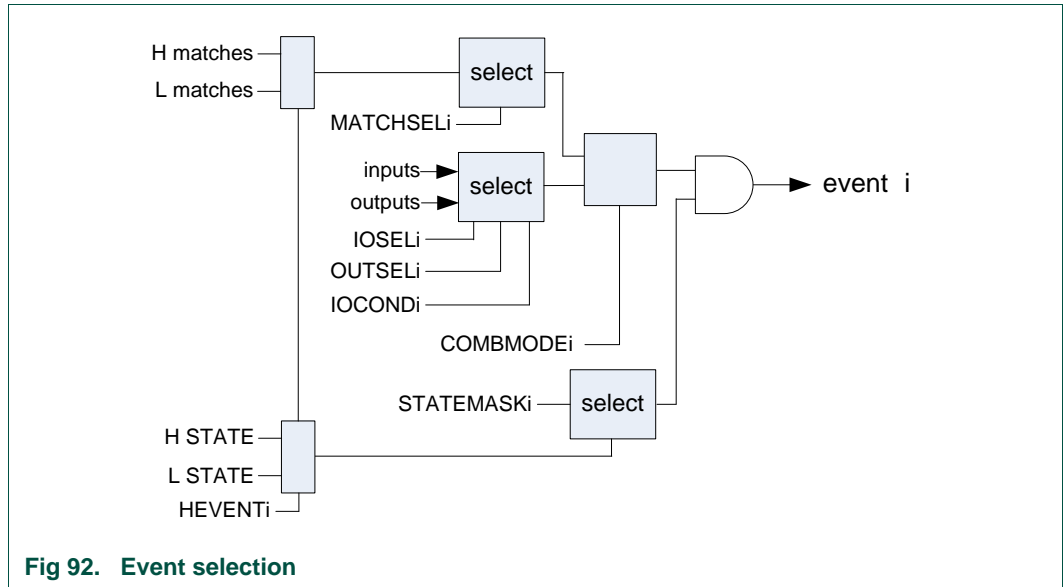 H matches
L matches
select
MATCHSELi
inputs
outputs
select
IOSELi
OUTSELi
IOCONDi
event i
COMBMODEi
STATEMASKi
select
H STATE
L STATE
HEVENTi
Fig 92. Event selection